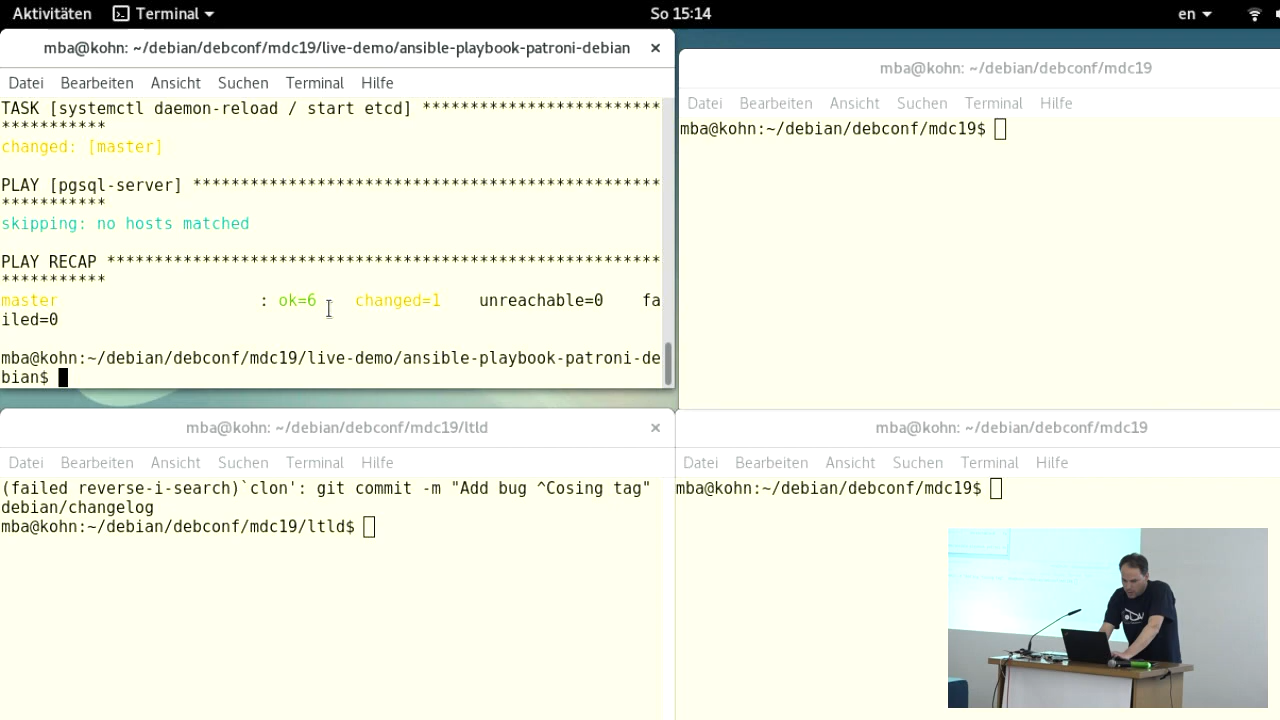 Aktivitäten Terminal So 15:14 en
mba@kohn: ~/debian/debconf/mdc19/live-demo/ansible-playbook-patroni-debian ×
Datei Bearbeiten Ansicht Suchen Terminal Hilfe
TASK [systemctl daemon-reload / start etcd] *************************
***********
changed: [master]
PLAY [pgsql-server] *************************************************
***********
skipping: no hosts matched
PLAY RECAP **********************************************************
***********
master : ok=6 changed=1 unreachable=0 fa
iled=0
mba@kohn:~/debian/debconf/mdc19/live-demo/ansible-playbook-patroni-de
bian$
mba@kohn: ~/debian/debconf/mdc19
Datei Bearbeiten Ansicht Suchen Terminal Hilfe
mba@kohn:~/debian/debconf/mdc19$
mba@kohn: ~/debian/debconf/mdc19/ltld ×
Datei Bearbeiten Ansicht Suchen Terminal Hilfe
(failed reverse-i-search)`clon': git commit -m "Add bug ^Cosing tag"
debian/changelog
mba@kohn:~/debian/debconf/mdc19/ltld$
mba@kohn: ~/debian/debconf/mdc19
Datei Bearbeiten Ansicht Suchen Terminal Hilfe
mba@kohn:~/debian/debconf/mdc19$